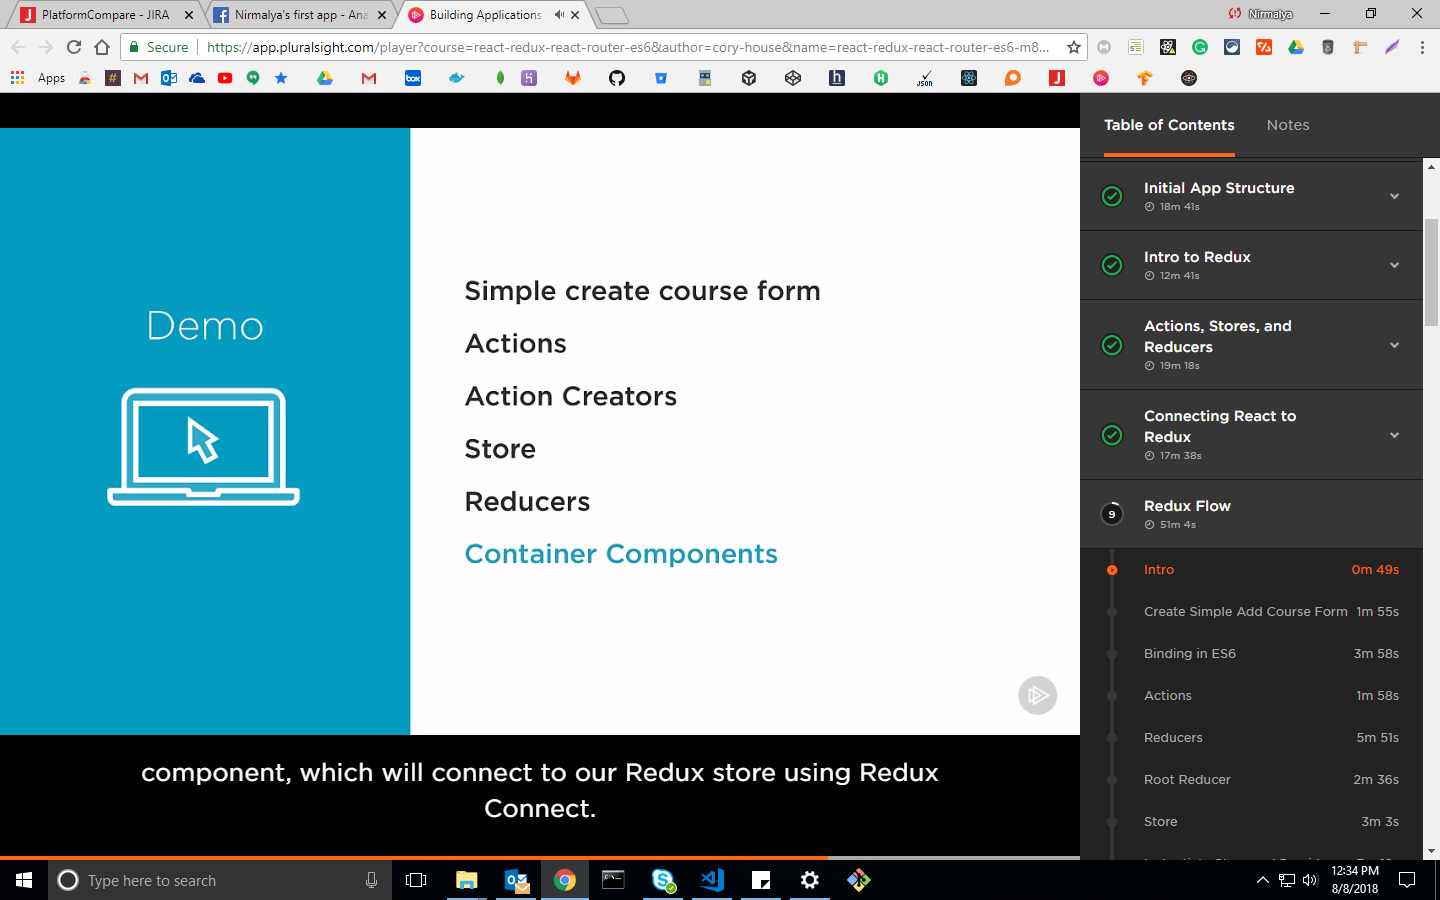 PlatformCompare - JIRA
Nirmalya's first app - Ana
Building Applications
Nirmalya
Secure
https://app.pluralsight.com/player?course=react-redux-react-router-es6&author=cory-house&name=react-redux-react-router-es6-m8...
Apps
box
JSON
Demo
Simple create course form
Actions
Action Creators
Store
Reducers
Container Components
component, which will connect to our Redux store using Redux
Connect.
Table of Contents
Notes
Initial App Structure
18m 41s
Intro to Redux
12m 41s
Actions, Stores, and
Reducers
19m 18s
Connecting React to
Redux
17m 38s
9
Redux Flow
51m 4s
Intro 0m 49s
Create Simple Add Course Form 1m 55s
Binding in ES6 3m 58s
Actions 1m 58s
Reducers 5m 51s
Root Reducer 2m 36s
Store 3m 3s
Type here to search
12:34 PM
8/8/2018